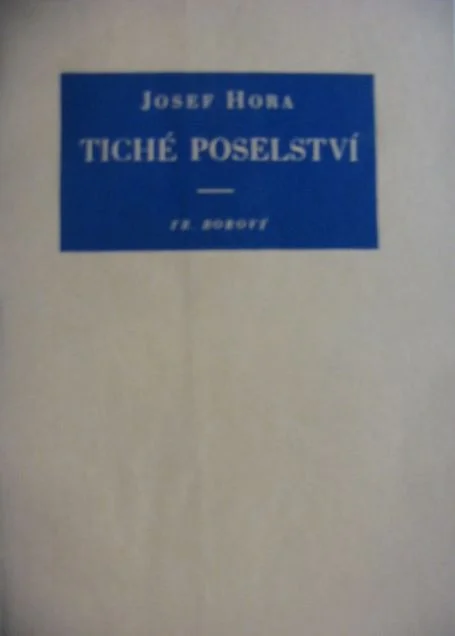 JOSEF HORA
TICHÉ POSELSTVÍ
FR. BOROVÝ